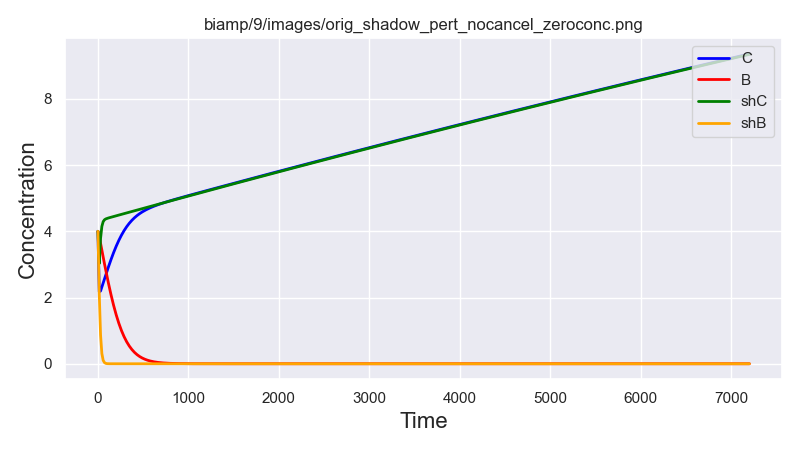 biamp/9/images/orig_shadow_pert_nocancel_zeroconc.png
C
B
shC
shB
Concentration
8
6
4
2
0
0 1000 2000 3000 4000 5000 6000 7000
Time